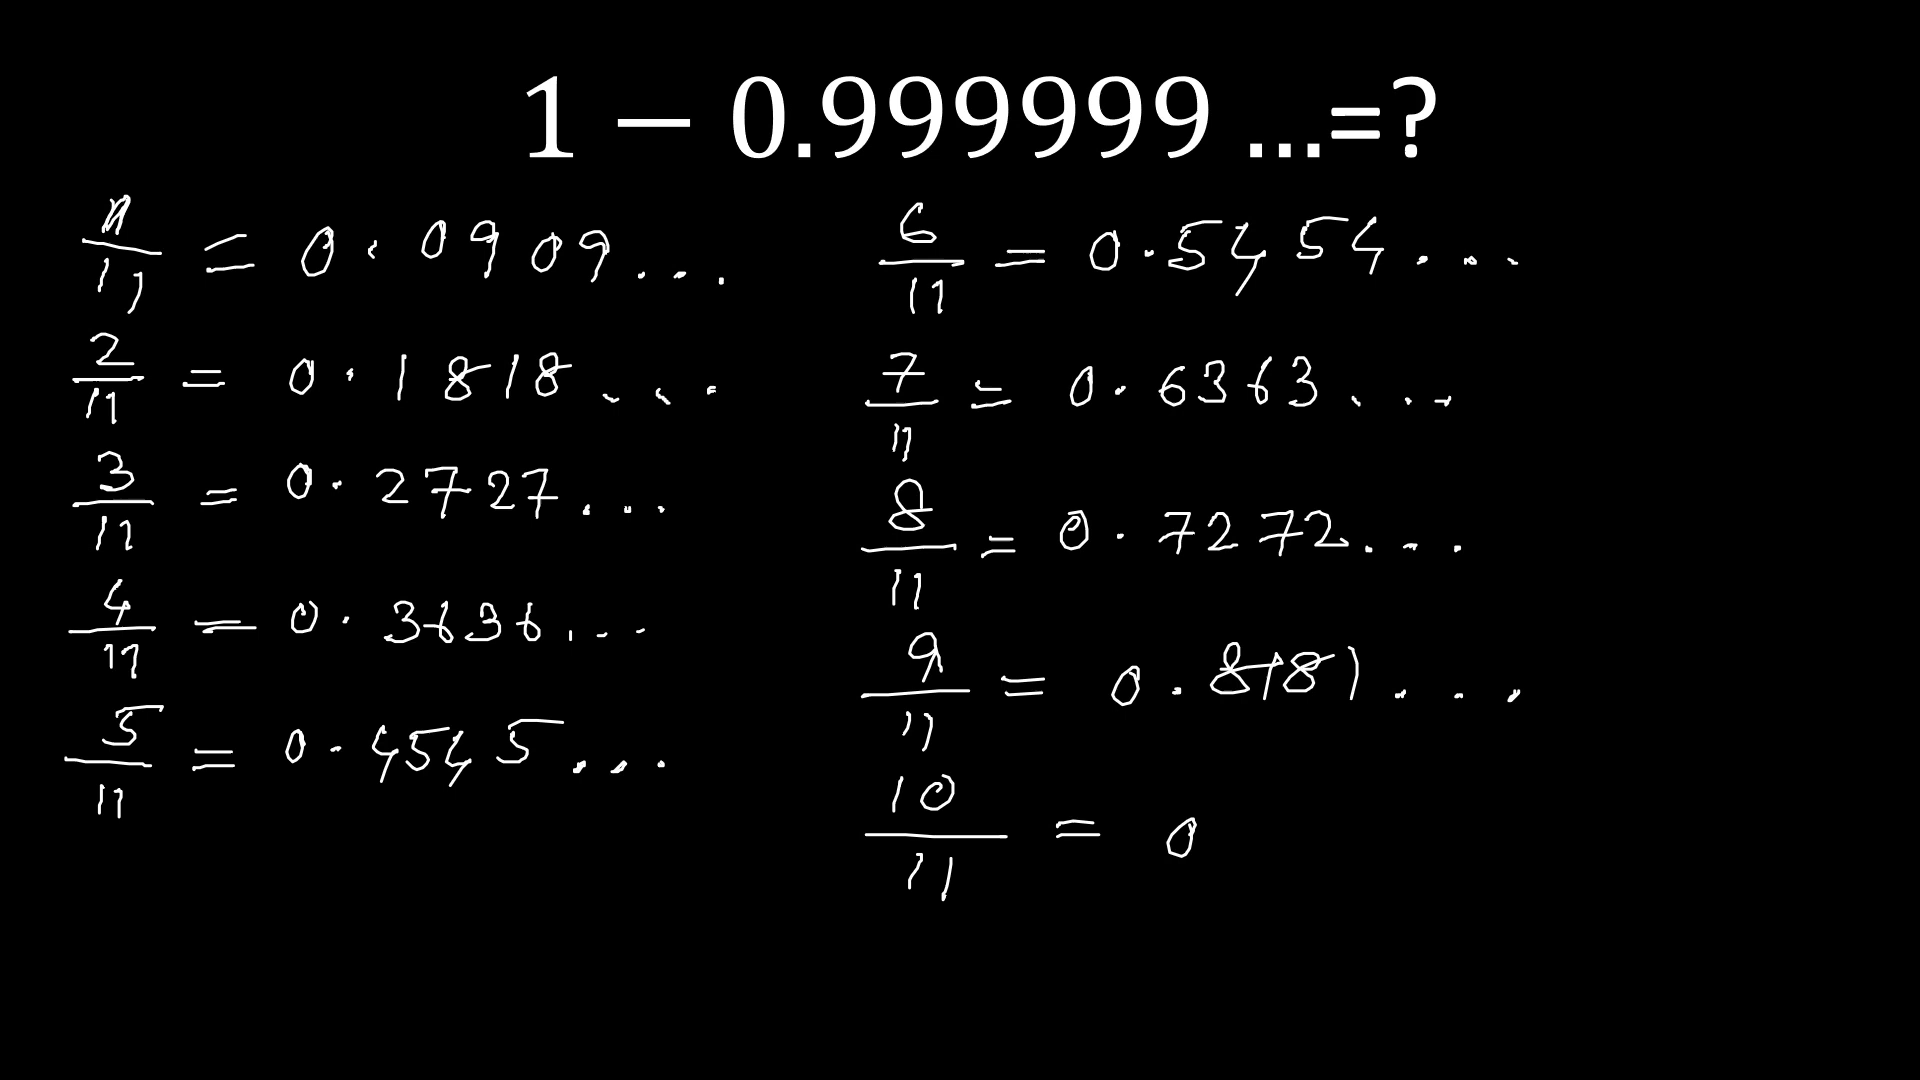 1 − 0.999999 ...=?
1/11 = 0.0909...
2/11 = 0.1818...
3/11 = 0.2727...
4/11 = 0.3636...
5/11 = 0.4545...
6/11 = 0.5454...
7/11 = 0.6363...
8/11 = 0.7272...
9/11 = 0.8181...
10/11 = 0